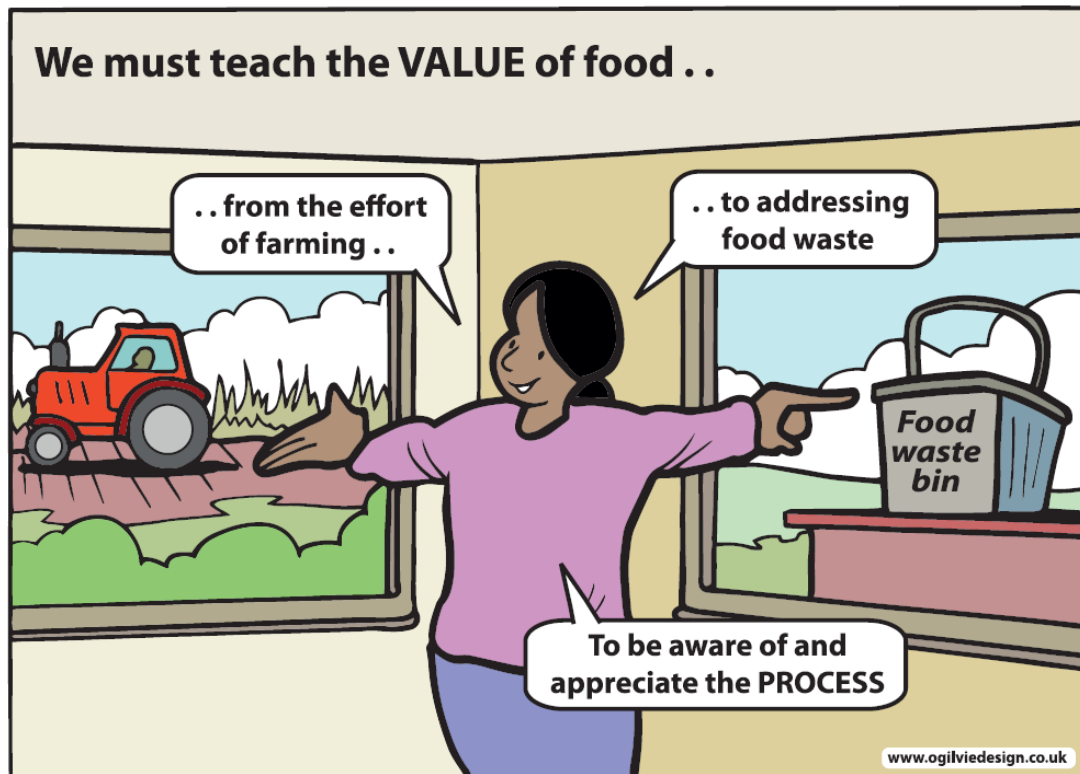 We must teach the VALUE of food . .
. . from the effort
of farming . .
. . to addressing
food waste
Food
waste
bin
To be aware of and
appreciate the PROCESS
www.ogilviedesign.co.uk